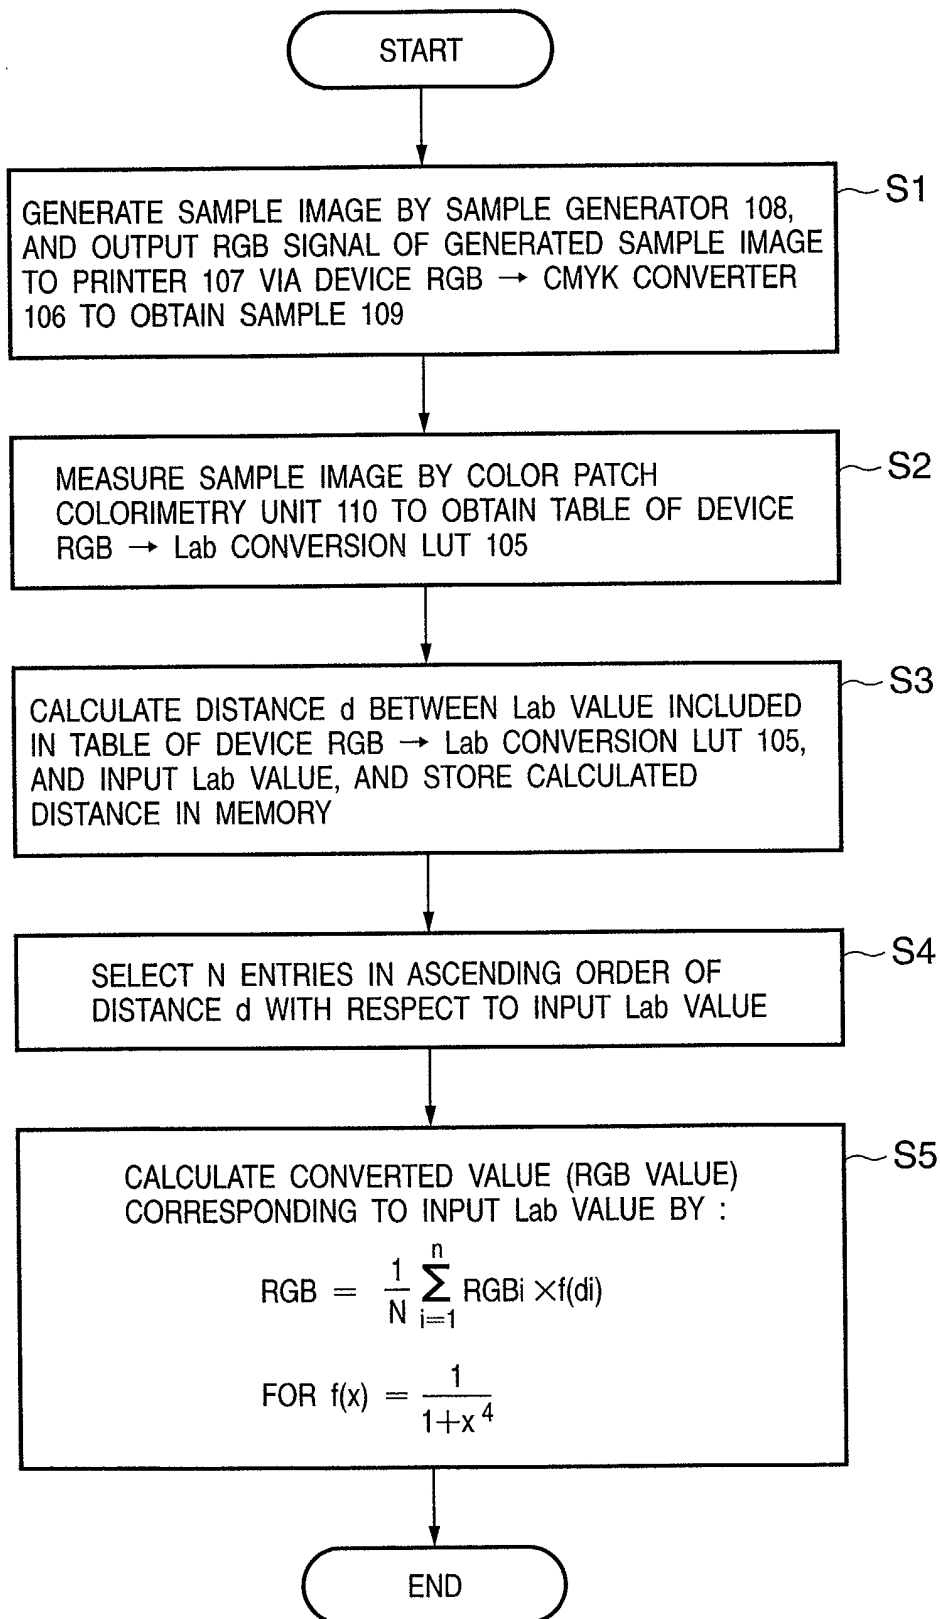 START
S1
GENERATE SAMPLE IMAGE BY SAMPLE GENERATOR 108,
AND OUTPUT RGB SIGNAL OF GENERATED SAMPLE IMAGE
TO PRINTER 107 VIA DEVICE RGB → CMYK CONVERTER
106 TO OBTAIN SAMPLE 109
S2
MEASURE SAMPLE IMAGE BY COLOR PATCH
COLORIMETRY UNIT 110 TO OBTAIN TABLE OF DEVICE
RGB → Lab CONVERSION LUT 105
S3
CALCULATE DISTANCE d BETWEEN Lab VALUE INCLUDED
IN TABLE OF DEVICE RGB → Lab CONVERSION LUT 105,
AND INPUT Lab VALUE, AND STORE CALCULATED
DISTANCE IN MEMORY
S4
SELECT N ENTRIES IN ASCENDING ORDER OF
DISTANCE d WITH RESPECT TO INPUT Lab VALUE
S5
CALCULATE CONVERTED VALUE (RGB VALUE)
CORRESPONDING TO INPUT Lab VALUE BY :
RGB = 1/N n∑i=1 RGBi ×f(di)
FOR f(x) = 1/1+x⁴
END